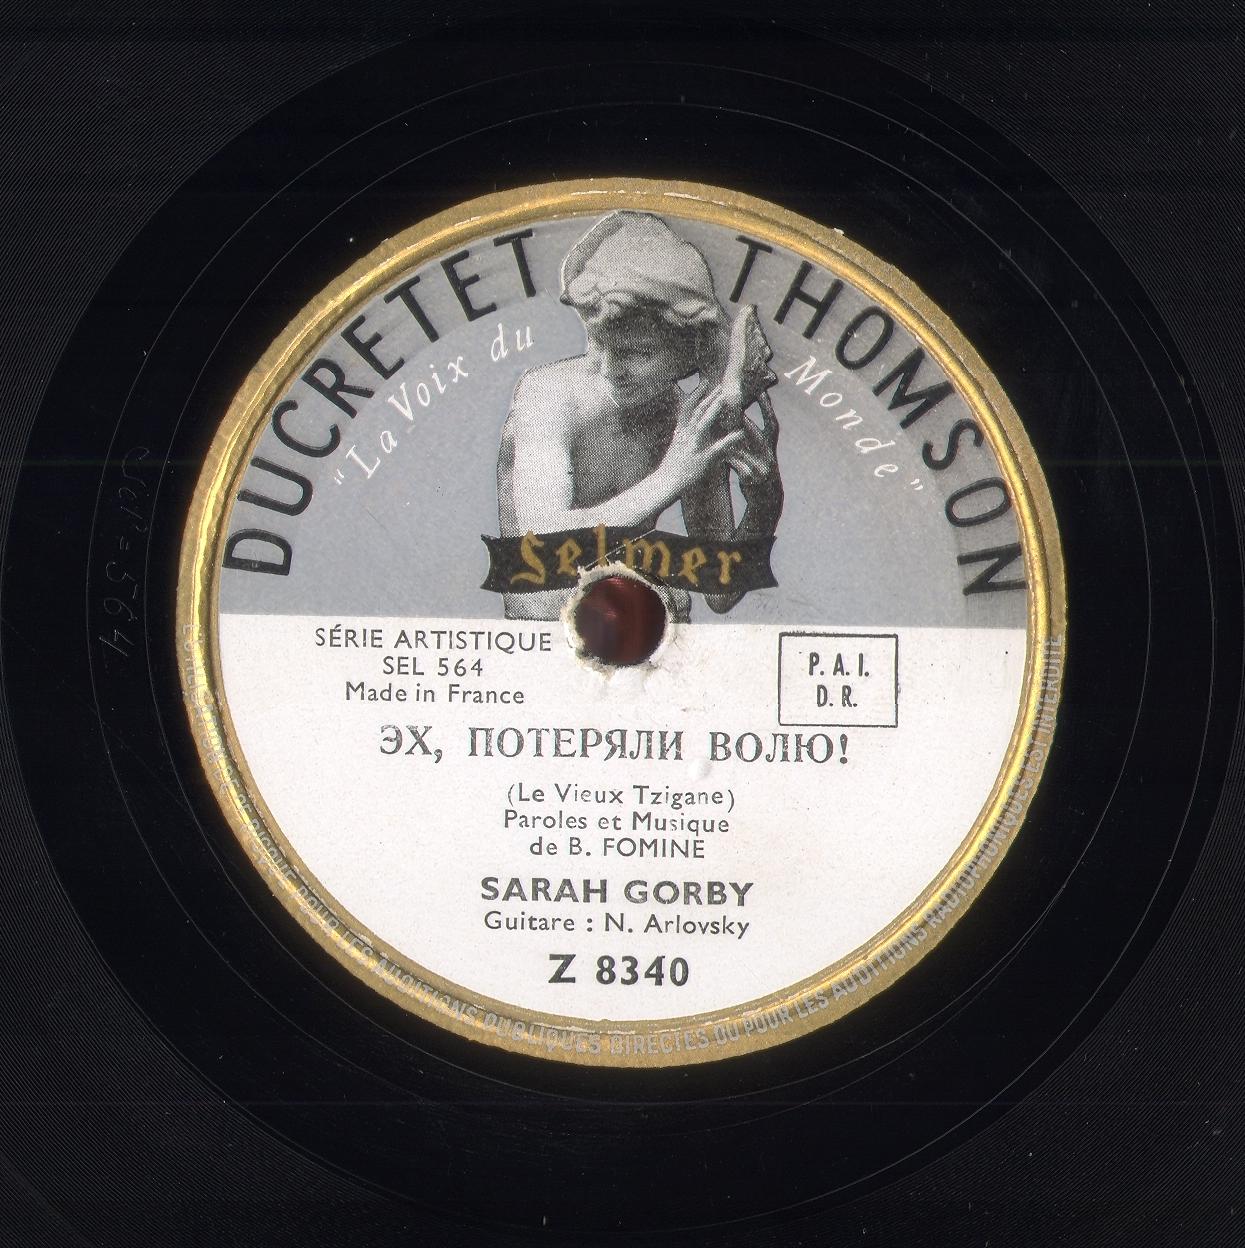 DUCRETET THOMSON
"La Voix du Monde"
Selmer
SÉRIE ARTISTIQUE
SEL 564
Made in France
P. A. I.
D. R.
ЭХ, ПОТЕРЯЛИ ВОЛЮ!
(Le Vieux Tzigane)
Paroles et Musique
de B. FOMINE
SARAH GORBY
Guitare : N. Arlovsky
Z 8340
DISQUE POUR LES AUDITIONS PUBLIQUES DIRECTES OU POUR LES AUDITIONS RADIOPHONIQUES EST INTERDITE